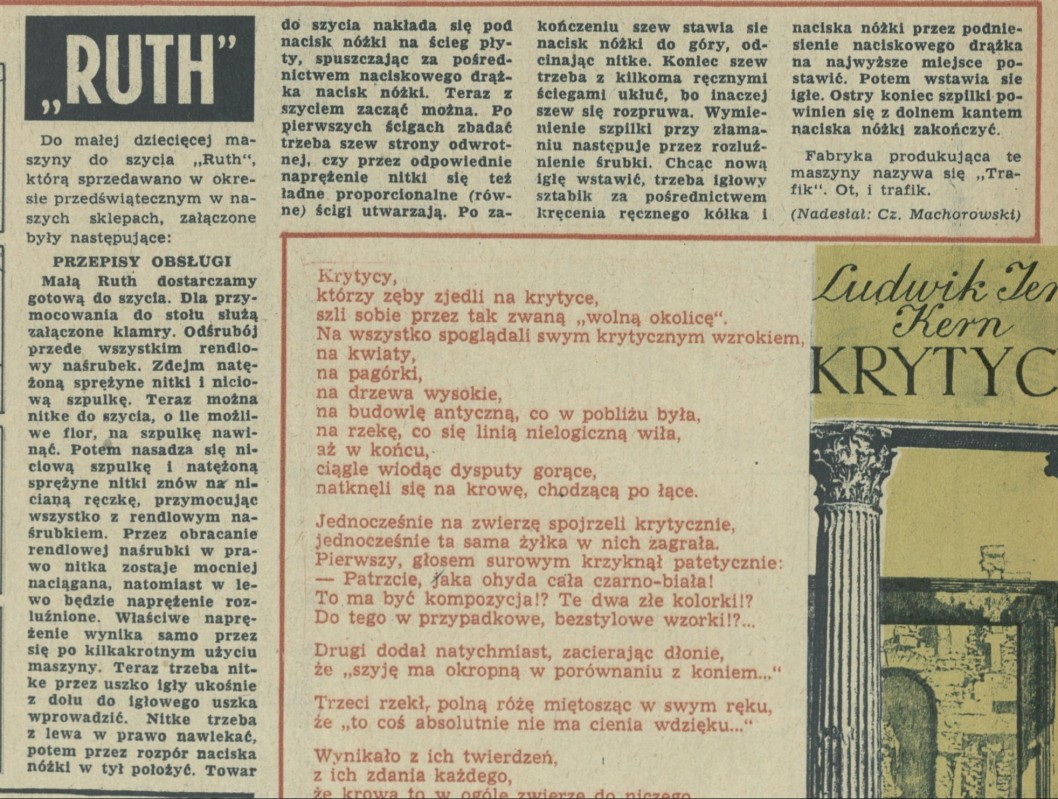 „RUTH”
Do małej dziecięcej ma-
szyny do szycia „Ruth“,
którą sprzedawano w okre-
sie przedświątecznym w na-
szych sklepach, załączone
były następujące:
PRZEPISY OBSŁUGI
Małą Ruth dostarczamy
gotową do szycia. Dla przy-
mocowania do stołu służą
załączone klamry. Odśrubój
przede wszystkim rendlo-
wy naśrubek. Zdejm natę-
żoną sprężyne nitki i nicio-
wą szpulkę. Teraz można
nitke do szycia, o ile możli-
we flor, na szpulkę nawi-
nąć. Potem nasadza się ni-
ciową szpulkę i natężoną
sprężyne nitki znów na ni-
cianą ręczkę, przymocując
wszystko z rendlowym na-
śrubkiem. Przez obracanie
rendlowej naśrubki w pra-
wo nitka zostaje mocniej
naciągana, natomiast w le-
wo będzie naprężenie roz-
luźnione. Właściwe naprę-
żenie wynika samo przez
się po kilkakrotnym użyciu
maszyny. Teraz trzeba nit-
ke przez uszko igły ukośnie
z dołu do igłowego uszka
wprowadzić. Nitke trzeba
z lewa w prawo nawlekać,
potem przez rozpór naciska
nóżki w tył położyć. Towar
do szycia nakłada się pod
nacisk nóżki na ścieg pły-
ty, spuszczając za pośred-
nictwem naciskowego drąż-
ka nacisk nóżki. Teraz z
szyciem zacząć można. Po
pierwszych ścigach zbadać
trzeba szew strony odwrot-
nej, czy przez odpowiednie
naprężenie nitki się też
ładne proporcjonalne (rów-
ne) ścigi utwarzają. Po za-
kończeniu szew stawia sie
nacisk nóżki do góry, od-
cinając nitke. Koniec szew
trzeba z kilkoma ręcznymi
ściegami ukłuć, bo inaczej
szew się rozpruwa. Wymie-
nienie szpilki przy złama-
niu następuje przez rozluź-
nienie śrubki. Chcąc nową
igłę wstawić, trzeba igłowy
sztabik za pośrednictwem
kręcenia ręcznego kółka i
naciska nóżki przez podnie-
sienie naciskowego drążka
na najwyższe miejsce po-
stawić. Potem wstawia sie
igłe. Ostry koniec szpilki po-
winien się z dolnem kantem
naciska nóżki zakończyć.
Fabryka produkująca te
maszyny nazywa się „Tra-
fik“. Ot, i trafik.
(Nadesłał: Cz. Machorowski)
Ludwik Jer
Kern
KRYTYC
Krytycy,
którzy zęby zjedli na krytyce,
szli sobie przez tak zwaną „wolną okolicę“.
Na wszystko spoglądali swym krytycznym wzrokiem,
na kwiaty,
na pagórki,
na drzewa wysokie,
na budowlę antyczną, co w pobliżu była,
na rzekę, co się linią nielogiczną wiła,
aż w końcu,
ciągle wiodąc dysputy gorące,
natknęli się na krowę, chodzącą po łące.
Jednocześnie na zwierzę spojrzeli krytycznie,
jednocześnie ta sama żyłka w nich zagrała.
Pierwszy, głosem surowym krzyknął patetycznie:
— Patrzcie, jaka ohyda cała czarno-biała!
To ma być kompozycja!? Te dwa złe kolorki!?
Do tego w przypadkowe, bezstylowe wzorki!?...
Drugi dodał natychmiast, zacierając dłonie,
że „szyję ma okropną w porównaniu z koniem...“
Trzeci rzekł, polną różę miętosząc w swym ręku,
że „to coś absolutnie nie ma cienia wdzięku...“
Wynikało z ich twierdzeń,
z ich zdania każdego,
że krowa to w ogóle zwierzę do niczego